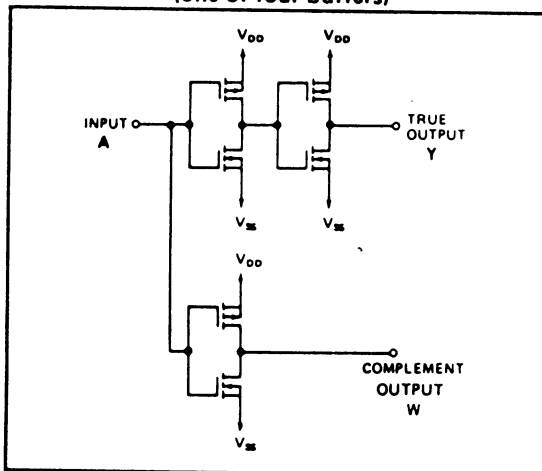 (one of four buffers)
VDD
VDD
INPUT
A
TRUE
OUTPUT
Y
VSS
VSS
VDD
COMPLEMENT
OUTPUT
W
VSS